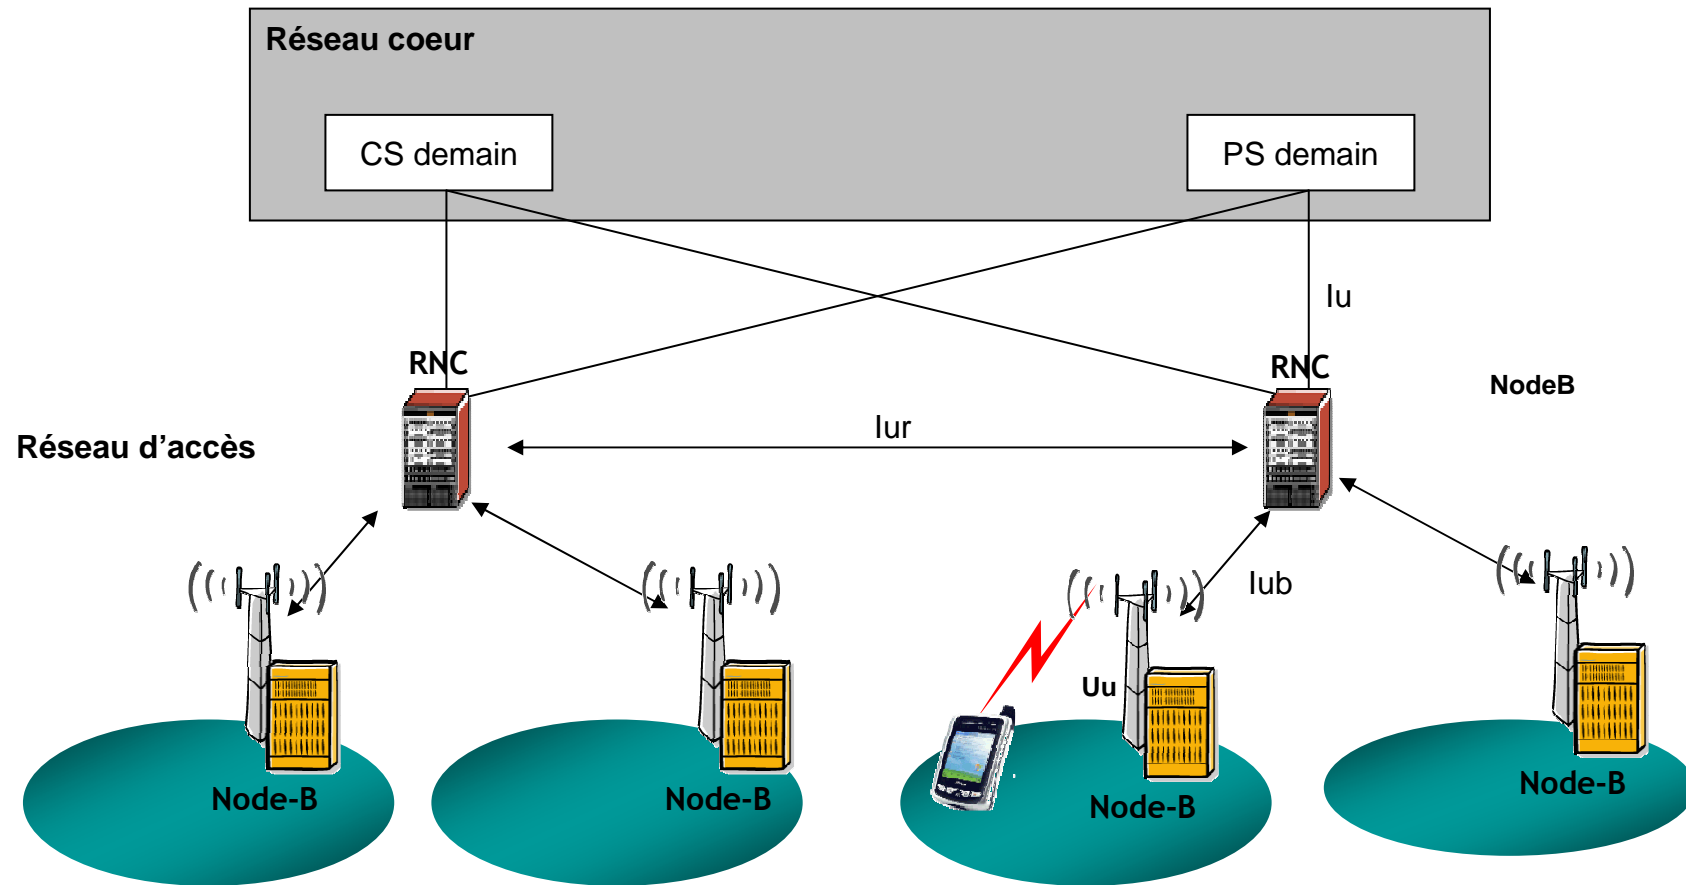 Réseau coeur
CS demain
PS demain
Iu
RNC
RNC
NodeB
Iur
Réseau d'accès
Iub
Uu
Node-B
Node-B
Node-B
Node-B